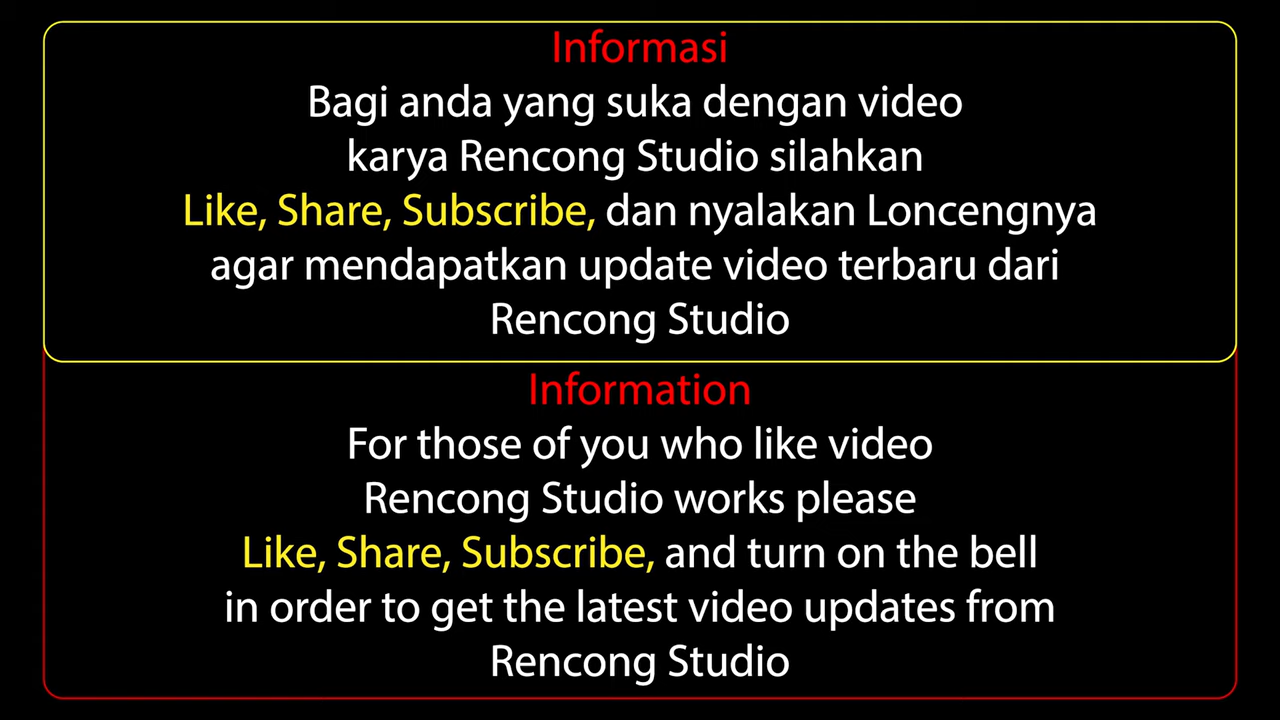 Informasi
Bagi anda yang suka dengan video
karya Rencong Studio silahkan
Like, Share, Subscribe, dan nyalakan Loncengnya
agar mendapatkan update video terbaru dari
Rencong Studio
Information
For those of you who like video
Rencong Studio works please
Like, Share, Subscribe, and turn on the bell
in order to get the latest video updates from
Rencong Studio